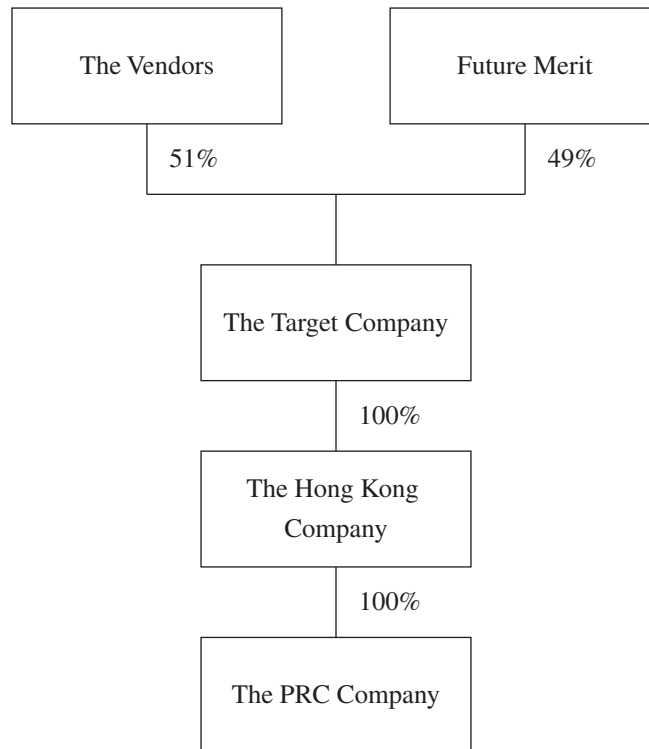 The Vendors
Future Merit
51%
49%
The Target Company
100%
The Hong Kong
Company
100%
The PRC Company